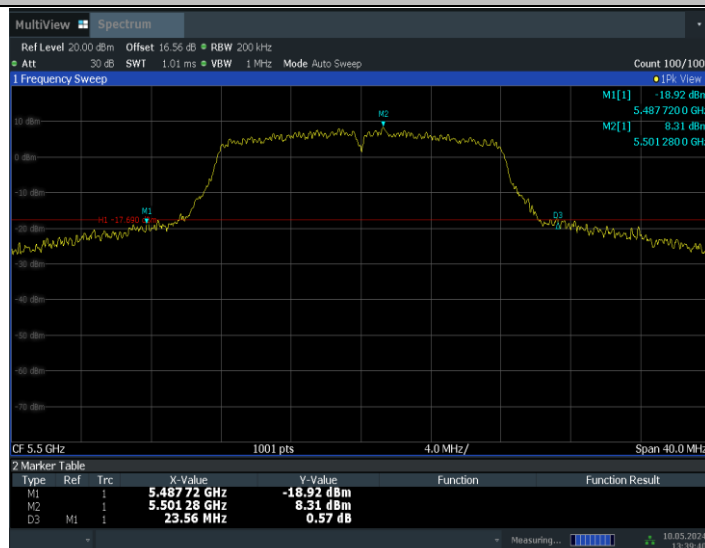 MultiView Spectrum
Ref Level 20.00 dBm Offset 16.56 dB RBW 200 kHz
Att 30 dB SWT 1.01 ms VBW 1 MHz Mode Auto Sweep Count 100/100
1 Frequency Sweep 1Pk View
M1[1] -18.92 dBm
5.487 720 0 GHz
M2[1] 8.31 dBm
5.501 280 0 GHz
M2
10 dBm
0 dBm
-10 dBm
M1
H1 -17.690
D3
-20 dBm
-30 dBm
-40 dBm
-50 dBm
-60 dBm
-70 dBm
CF 5.5 GHz 1001 pts 4.0 MHz/ Span 40.0 MHz
2 Marker Table
Type Ref Trc X-Value Y-Value Function Function Result
M1 1 5.487 72 GHz -18.92 dBm
M2 1 5.501 28 GHz 8.31 dBm
D3 M1 1 23.56 MHz 0.57 dB
Measuring... 10.05.2024
13:39:40